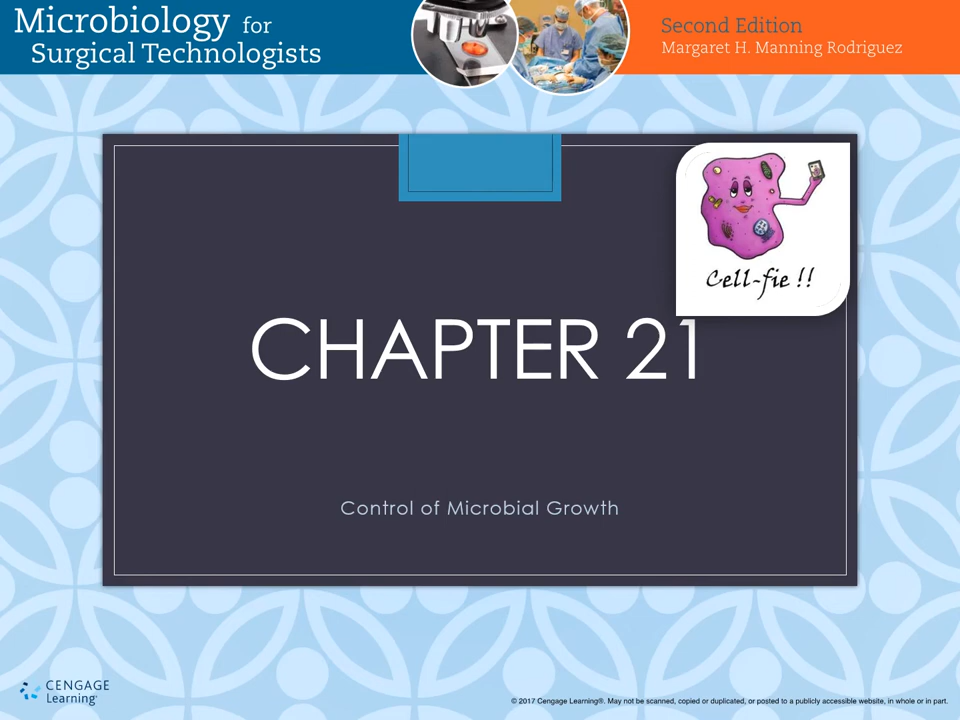 Microbiology for
Surgical Technologists
Second Edition
Margaret H. Manning Rodriguez
Cell-fie !!
CHAPTER 21
Control of Microbial Growth
CENGAGE
Learning®
© 2017 Cengage Learning®. May not be scanned, copied or duplicated, or posted to a publicly accessible website, in whole or in part.